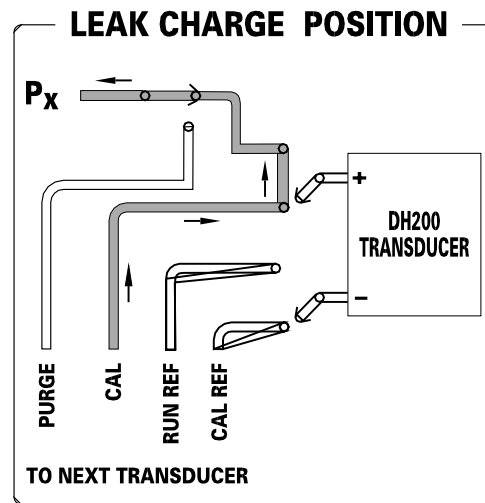 LEAK CHARGE POSITION
Px
+
DH200
TRANSDUCER
−
PURGE
CAL
RUN REF
CAL REF
TO NEXT TRANSDUCER